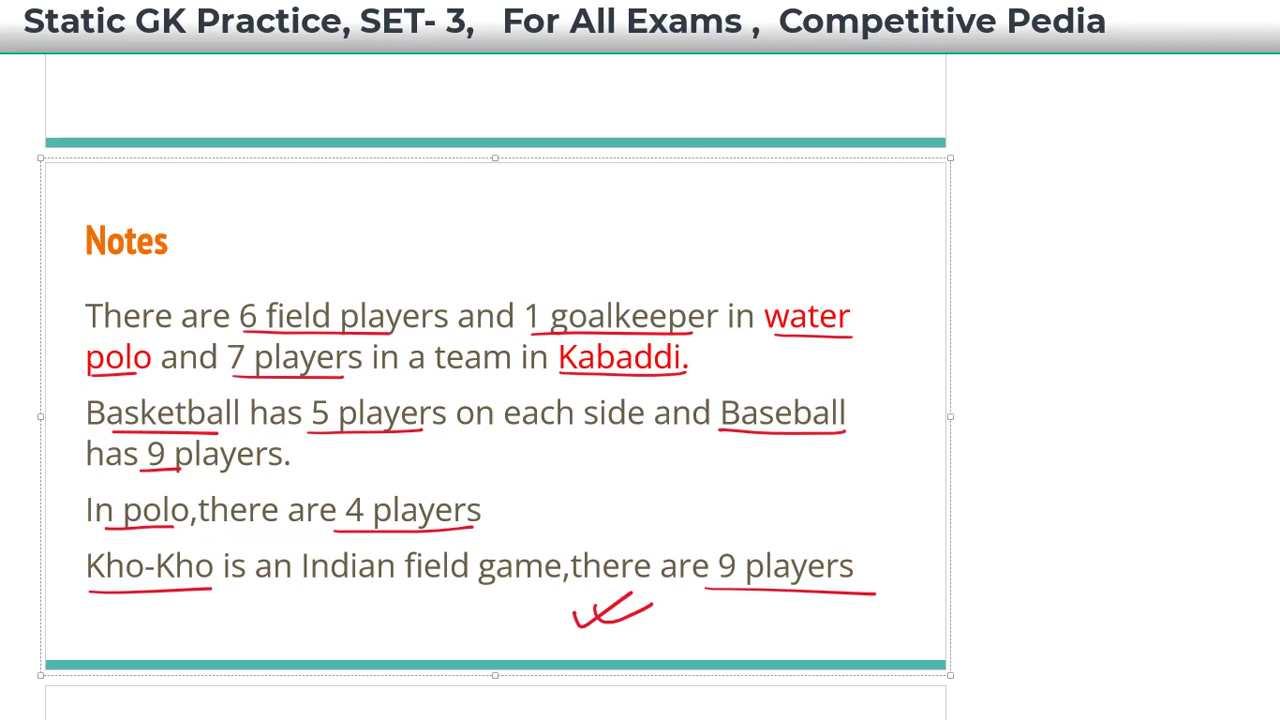 Static GK Practice, SET- 3, For All Exams , Competitive Pedia
Notes
There are 6 field players and 1 goalkeeper in water
polo and 7 players in a team in Kabaddi.
Basketball has 5 players on each side and Baseball
has 9 players.
In polo,there are 4 players
Kho-Kho is an Indian field game,there are 9 players